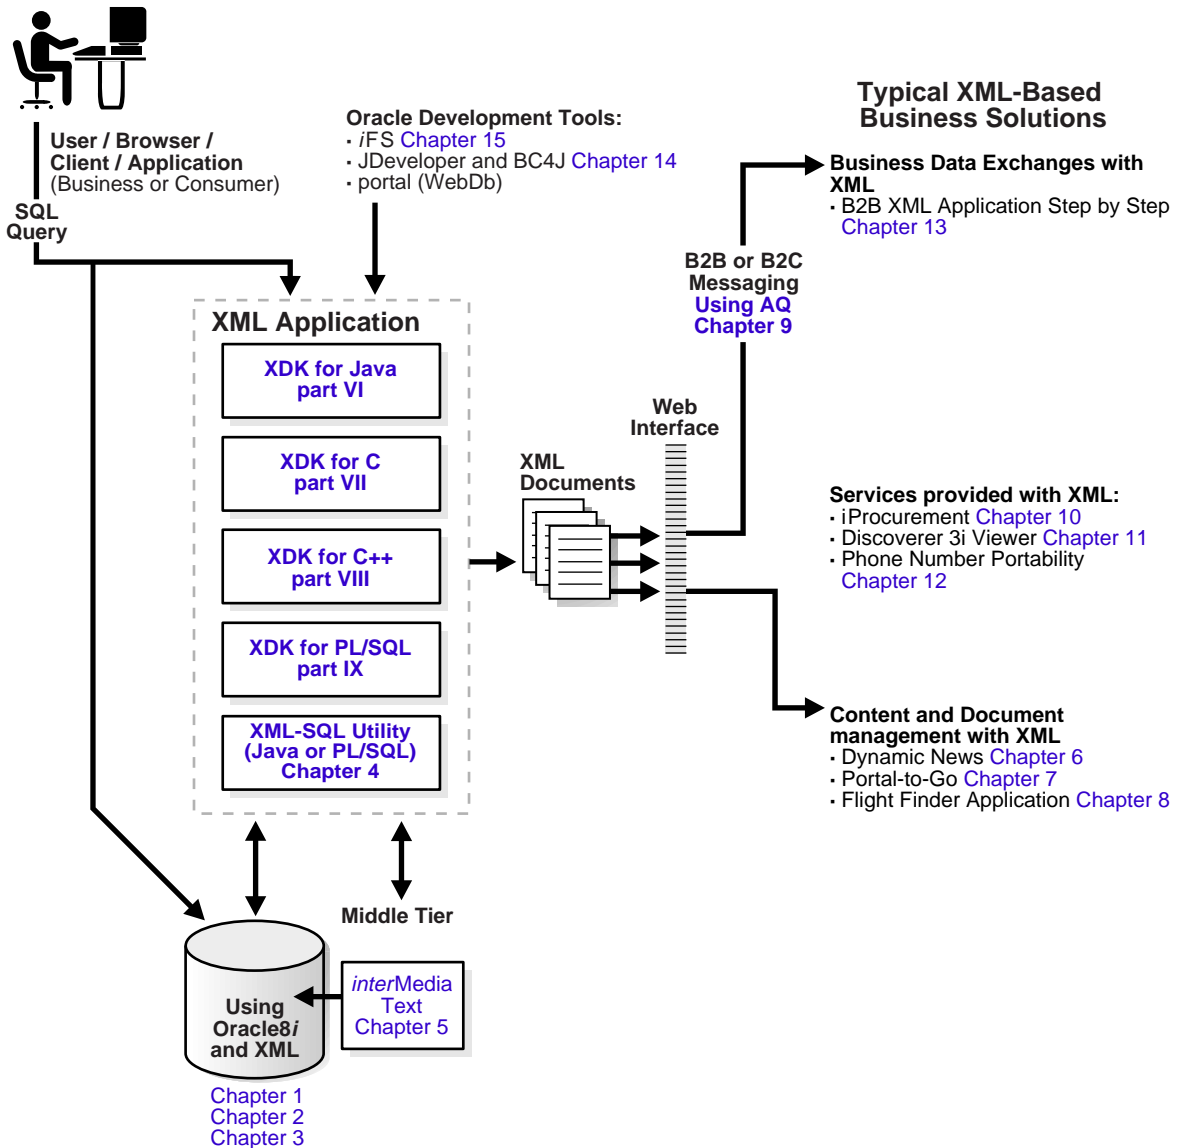 User / Browser /
Client / Application
(Business or Consumer)
SQL
Query
Oracle Development Tools:
· iFS Chapter 15
· JDeveloper and BC4J Chapter 14
· portal (WebDb)
Typical XML-Based
Business Solutions
Business Data Exchanges with
XML
· B2B XML Application Step by Step
Chapter 13
B2B or B2C
Messaging
Using AQ
Chapter 9
XML Application
XDK for Java
part VI
XDK for C
part VII
XDK for C++
part VIII
XDK for PL/SQL
part IX
XML-SQL Utility
(Java or PL/SQL)
Chapter 4
XML
Documents
Web
Interface
Services provided with XML:
· iProcurement Chapter 10
· Discoverer 3i Viewer Chapter 11
· Phone Number Portability
Chapter 12
Content and Document
management with XML
· Dynamic News Chapter 6
· Portal-to-Go Chapter 7
· Flight Finder Application Chapter 8
Middle Tier
interMedia
Text
Chapter 5
Using
Oracle8i
and XML
Chapter 1
Chapter 2
Chapter 3